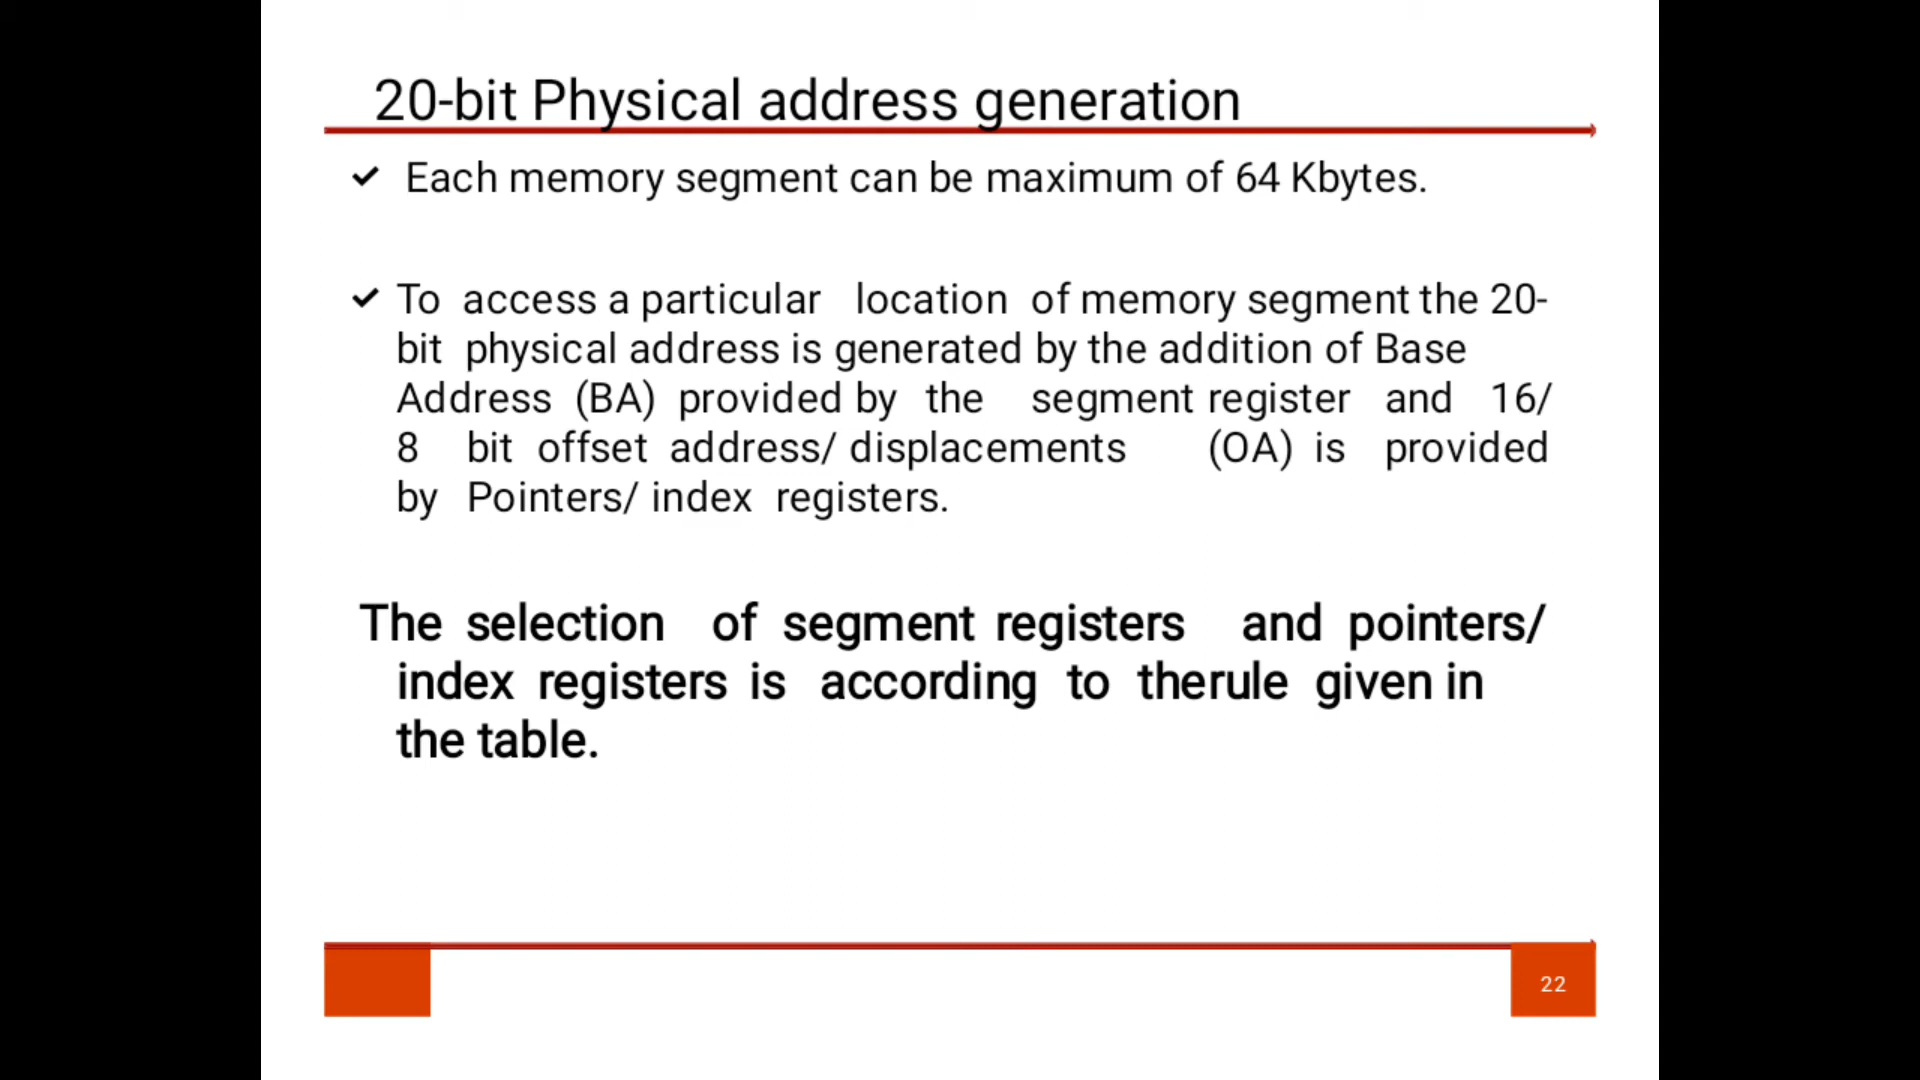 20-bit Physical address generation
✔ Each memory segment can be maximum of 64 Kbytes.
✔ To access a particular location of memory segment the 20-
bit physical address is generated by the addition of Base
Address (BA) provided by the segment register and 16/
8 bit offset address/ displacements (OA) is provided
by Pointers/ index registers.
The selection of segment registers and pointers/
index registers is according to therule given in
the table.
22